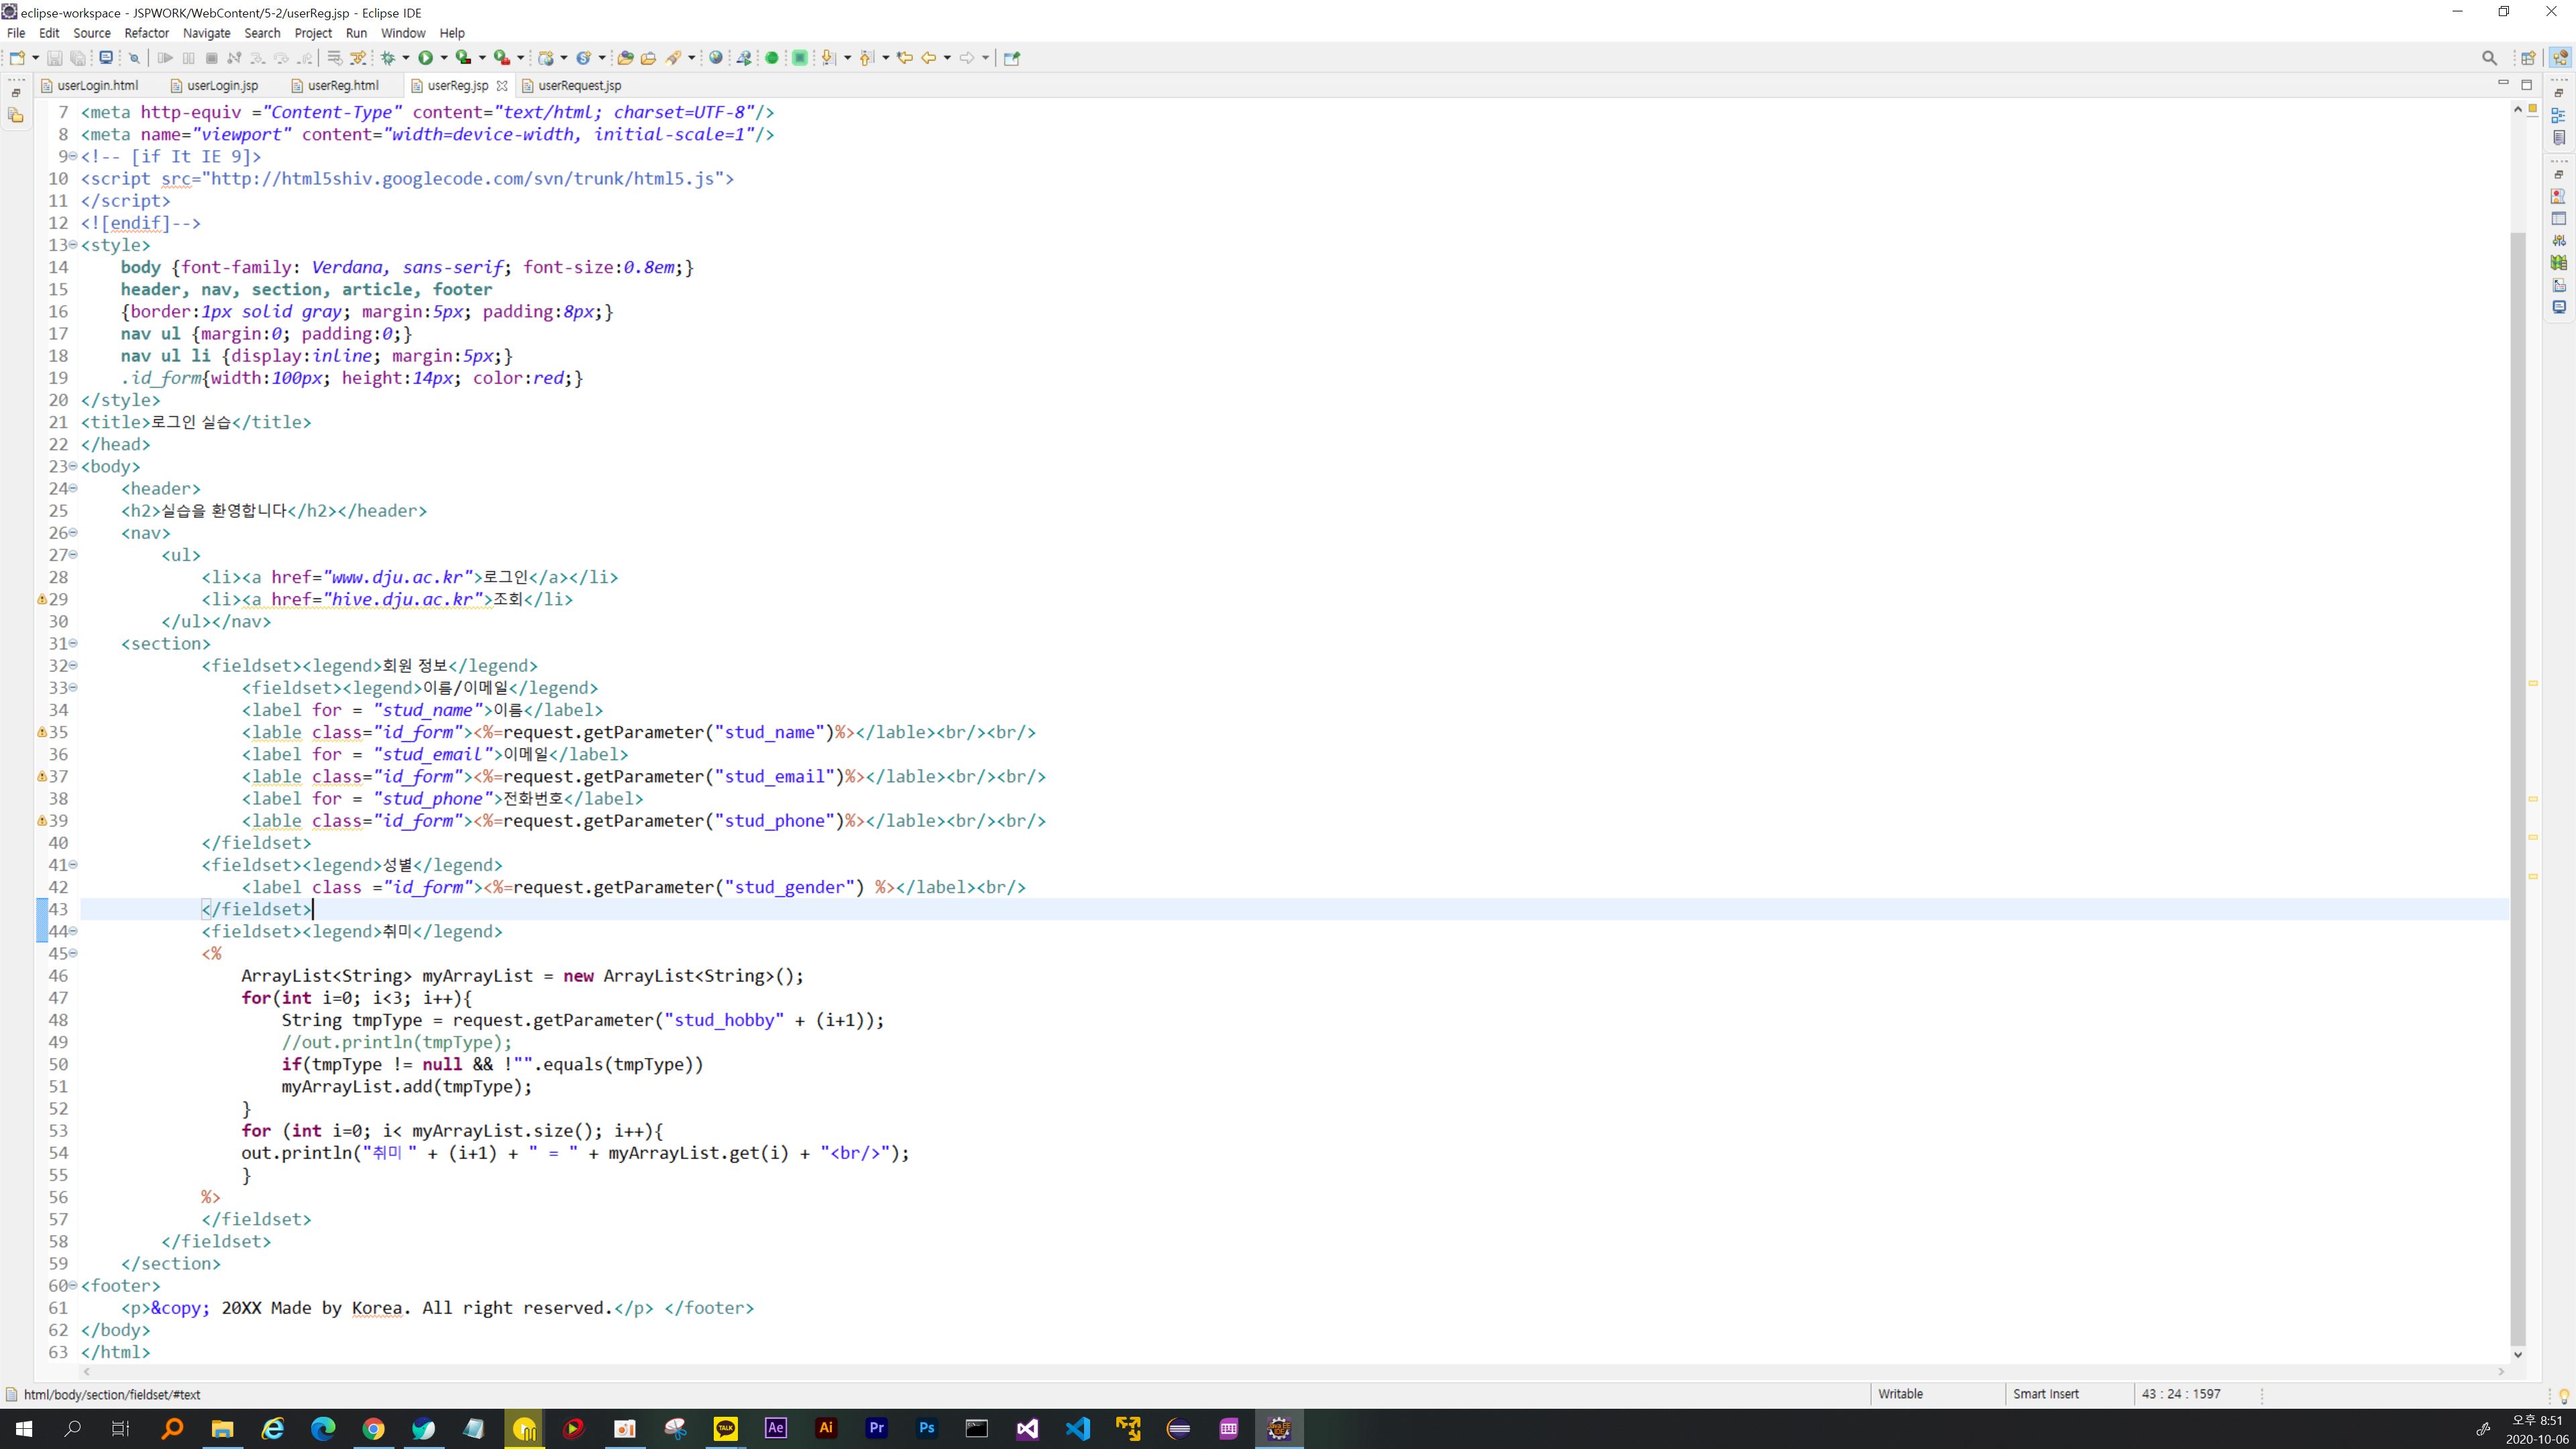 eclipse-workspace - JSPWORK/WebContent/5-2/userReg.jsp - Eclipse IDE
File Edit Source Refactor Navigate Search Project Run Window Help
userLogin.html userLogin.jsp userReg.html userReg.jsp userRequest.jsp
7 <meta http-equiv ="Content-Type" content="text/html; charset=UTF-8"/>
8 <meta name="viewport" content="width=device-width, initial-scale=1"/>
9 <!-- [if It IE 9]>
10 <script src="http://html5shiv.googlecode.com/svn/trunk/html5.js">
11 </script>
12 <![endif]-->
13 <style>
14 body {font-family: Verdana, sans-serif; font-size:0.8em;}
15 header, nav, section, article, footer
16 {border:1px solid gray; margin:5px; padding:8px;}
17 nav ul {margin:0; padding:0;}
18 nav ul li {display:inline; margin:5px;}
19 .id_form{width:100px; height:14px; color:red;}
20 </style>
21 <title>로그인 실습</title>
22 </head>
23 <body>
24 <header>
25 <h2>실습을 환영합니다</h2></header>
26 <nav>
27 <ul>
28 <li><a href="www.dju.ac.kr">로그인</a></li>
29 <li><a href="hive.dju.ac.kr">조회</li>
30 </ul></nav>
31 <section>
32 <fieldset><legend>회원 정보</legend>
33 <fieldset><legend>이름/이메일</legend>
34 <label for = "stud_name">이름</label>
35 <lable class="id_form"><%=request.getParameter("stud_name")%></lable><br/><br/>
36 <label for = "stud_email">이메일</label>
37 <lable class="id_form"><%=request.getParameter("stud_email")%></lable><br/><br/>
38 <label for = "stud_phone">전화번호</label>
39 <lable class="id_form"><%=request.getParameter("stud_phone")%></lable><br/><br/>
40 </fieldset>
41 <fieldset><legend>성별</legend>
42 <label class ="id_form"><%=request.getParameter("stud_gender") %></label><br/>
43 </fieldset>
44 <fieldset><legend>취미</legend>
45 <%
46 ArrayList<String> myArrayList = new ArrayList<String>();
47 for(int i=0; i<3; i++){
48 String tmpType = request.getParameter("stud_hobby" + (i+1));
49 //out.println(tmpType);
50 if(tmpType != null && !"".equals(tmpType))
51 myArrayList.add(tmpType);
52 }
53 for (int i=0; i< myArrayList.size(); i++){
54 out.println("취미 " + (i+1) + " = " + myArrayList.get(i) + "<br/>");
55 }
56 %>
57 </fieldset>
58 </fieldset>
59 </section>
60 <footer>
61 <p>&copy; 20XX Made by Korea. All right reserved.</p> </footer>
62 </body>
63 </html>
html/body/section/fieldset/#text Writable Smart Insert 43 : 24 : 1597
TALK Ae Ai Pr Ps
오후 8:51
2020-10-06